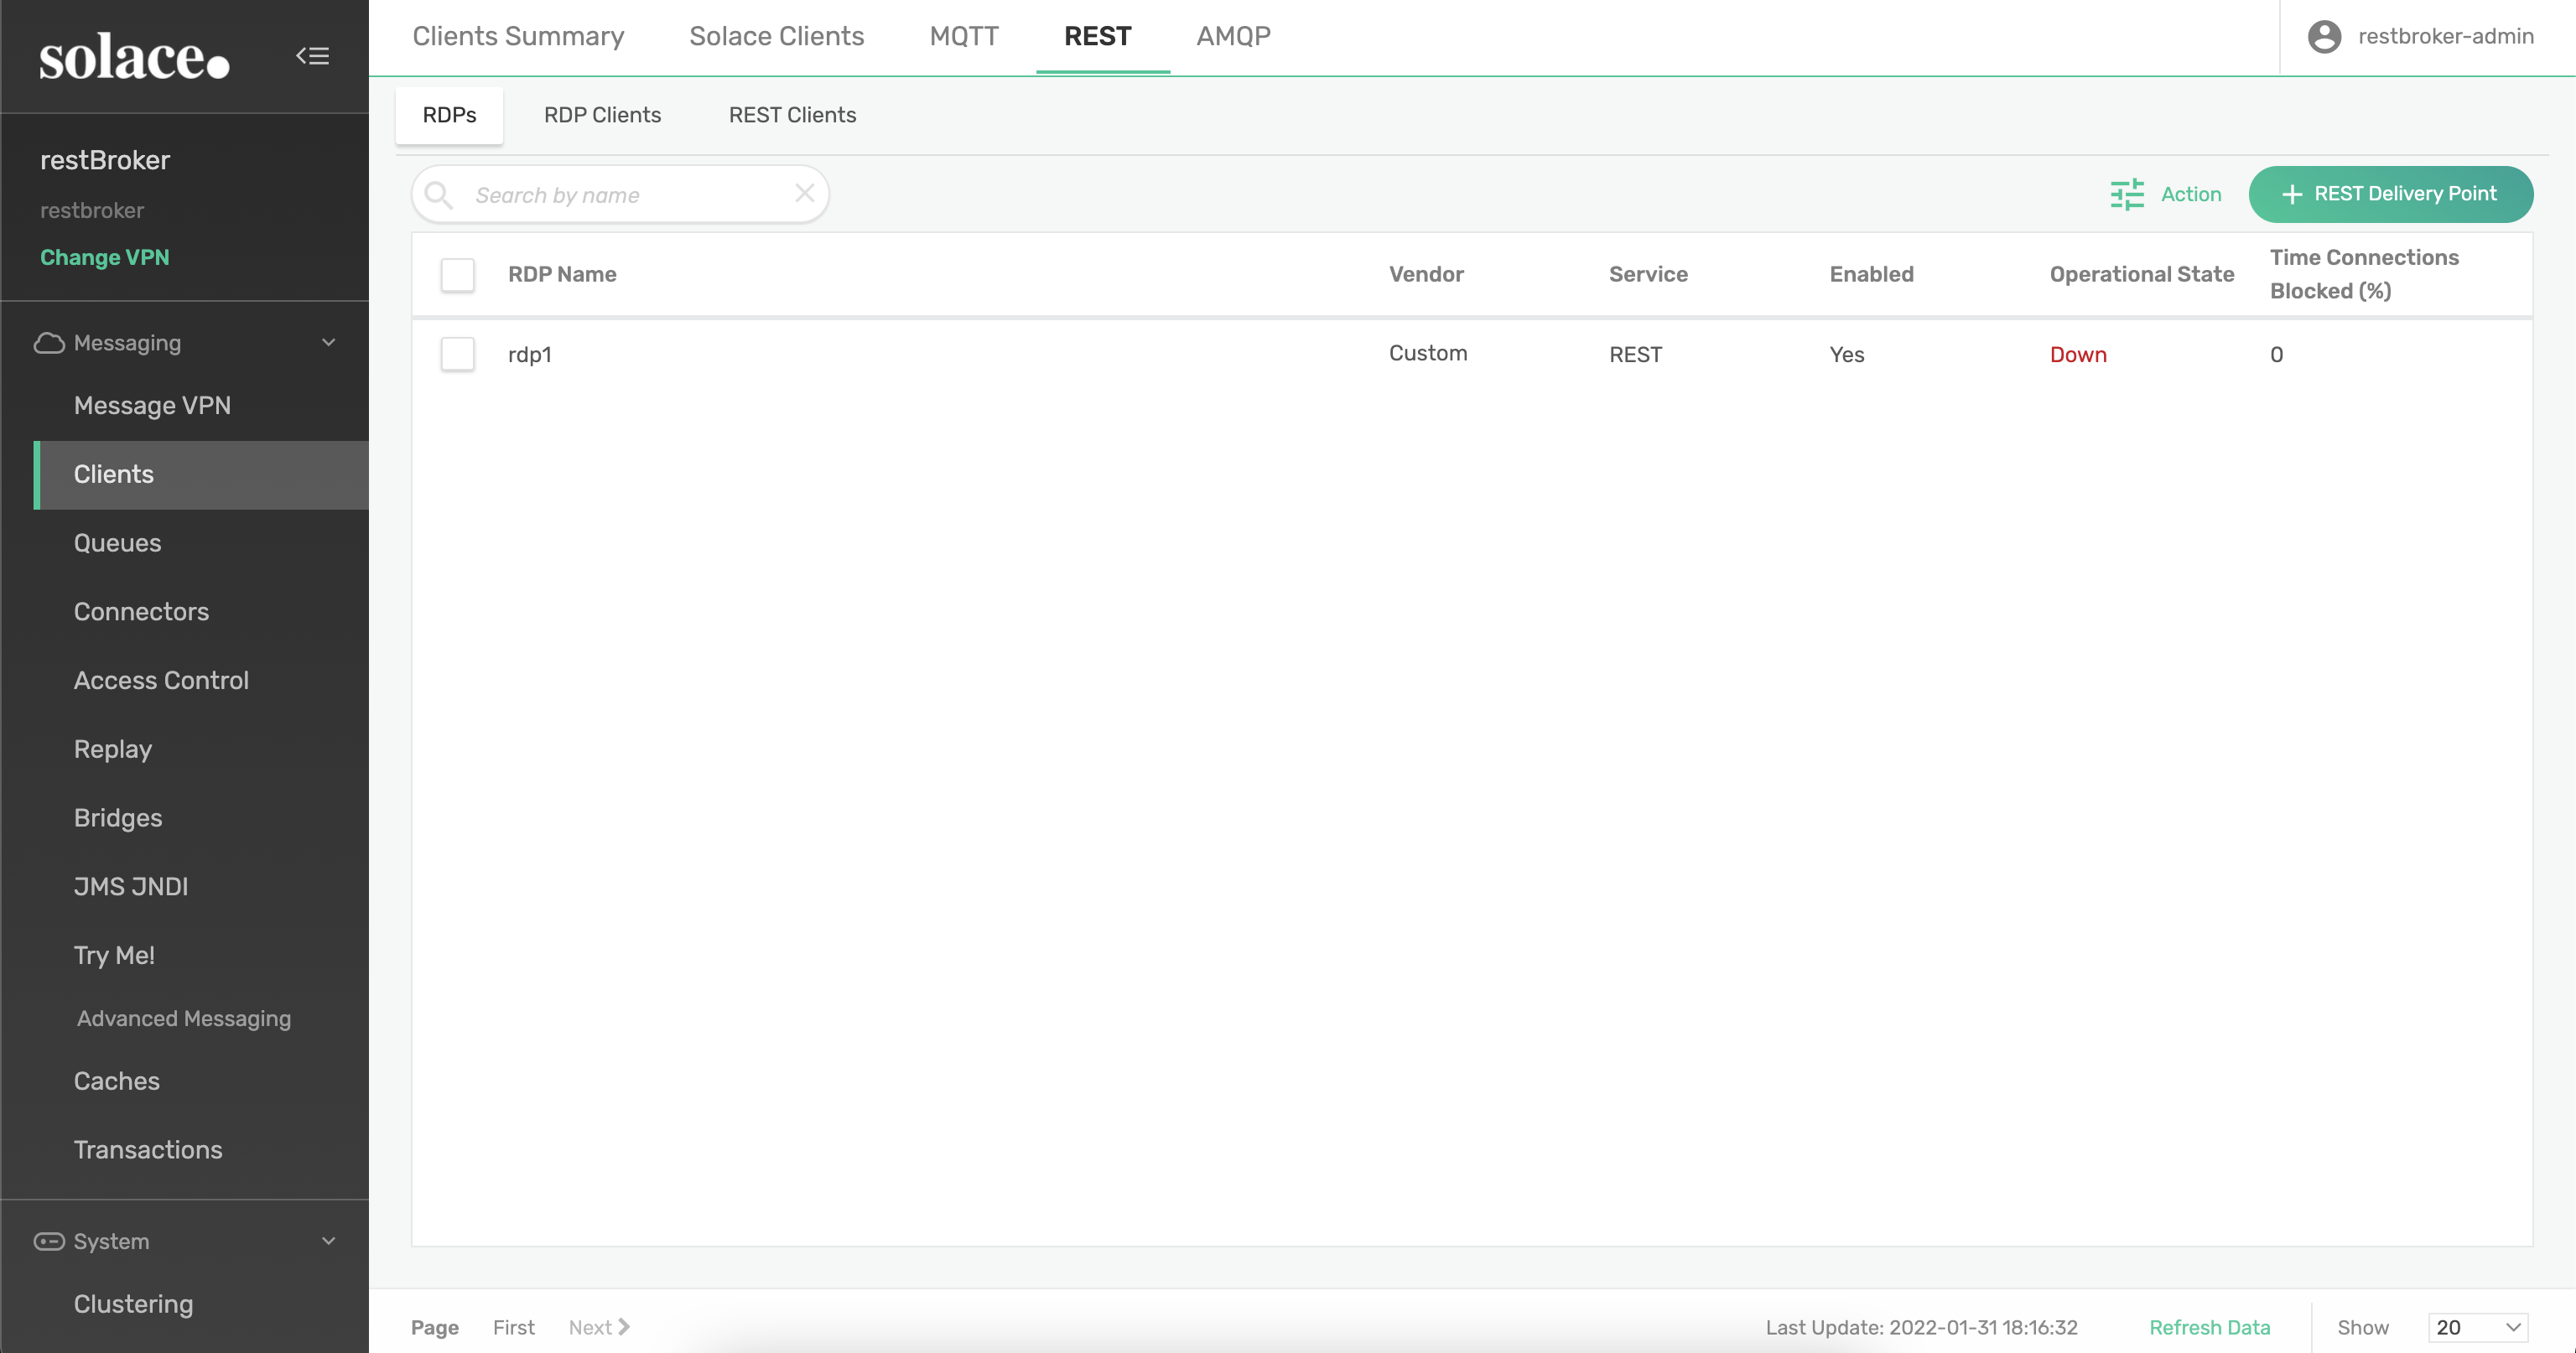 solace
restBroker
restbroker
Change VPN
Messaging
Message VPN
Clients
Queues
Connectors
Access Control
Replay
Bridges
JMS JNDI
Try Me!
Advanced Messaging
Caches
Transactions
System
Clustering
Clients Summary Solace Clients MQTT REST AMQP restbroker-admin
RDPs RDP Clients REST Clients
Search by name Action REST Delivery Point
RDP Name Vendor Service Enabled Operational State Time Connections
Blocked (%)
rdp1 Custom REST Yes Down 0
Page First Next Last Update: 2022-01-31 18:16:32 Refresh Data Show 20